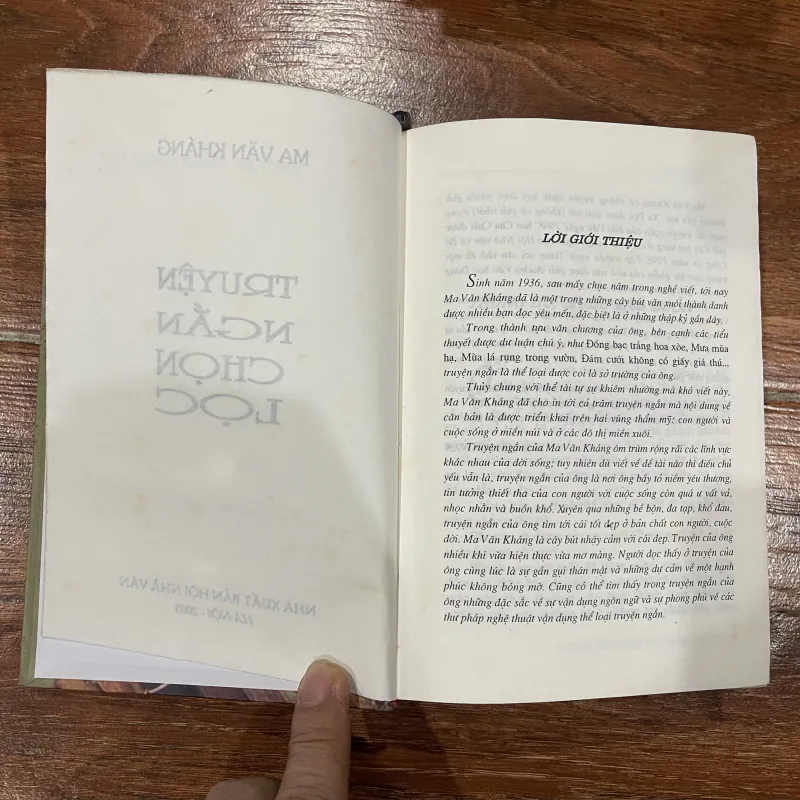 MA VĂN KHÁNG
TRUYỆN
NGẮN
CHỌN
LỌC
NHÀ XUẤT BẢN HỘI NHÀ VĂN
HÀ NỘI - 2003
LỜI GIỚI THIỆU
Sinh năm 1936, sau mấy chục năm trong nghề viết, tới nay
Ma Văn Kháng đã là một trong những cây bút văn xuôi thành danh
được nhiều bạn đọc yêu mến, đặc biệt là ở những thập kỷ gần đây.
Trong thành tựu văn chương của ông, bên cạnh các tiểu
thuyết được dư luận chú ý, như Đồng bạc trắng hoa xòe, Mưa mùa
hạ, Mùa lá rụng trong vườn, Đám cưới không có giấy giá thú...
truyện ngắn là thể loại được coi là sở trường của ông.
Thủy chung với thể tài tự sự khiêm nhường mà khó viết này,
Ma Văn Kháng đã cho in tới cả trăm truyện ngắn mà nội dung về
căn bản là được triển khai trên hai vùng thẩm mỹ: con người và
cuộc sống ở miền núi và ở các đô thị miền xuôi.
Truyện ngắn của Ma Văn Kháng ôm trùm rộng rãi các lĩnh vực
khác nhau của đời sống; tuy nhiên dù viết về đề tài nào thì điều chủ
yếu vẫn là, truyện ngắn của ông là nơi ông bầy tỏ niềm yêu thương,
tin tưởng thiết tha của con người với cuộc sống còn quá ư vất vả,
nhọc nhằn và buồn khổ. Xuyên qua những bề bộn, đa tạp, khổ đau,
truyện ngắn của ông tìm tới cái tốt đẹp ở bản chất con người, cuộc
đời. Ma Văn Kháng là cây bút nhạy cảm với cái đẹp. Truyện của ông
nhiều khi vừa hiện thực vừa mơ màng. Người đọc thấy ở truyện của
ông cùng lúc là sự gần gụi thân mật và những dư cảm về một hạnh
phúc không bỏng mờ. Cũng có thể tìm thấy trong truyện ngắn của
ông những đặc sắc về sự vận dụng ngôn ngữ và sự phong phú về các
thư pháp nghệ thuật vận dụng thể loại truyện ngắn.